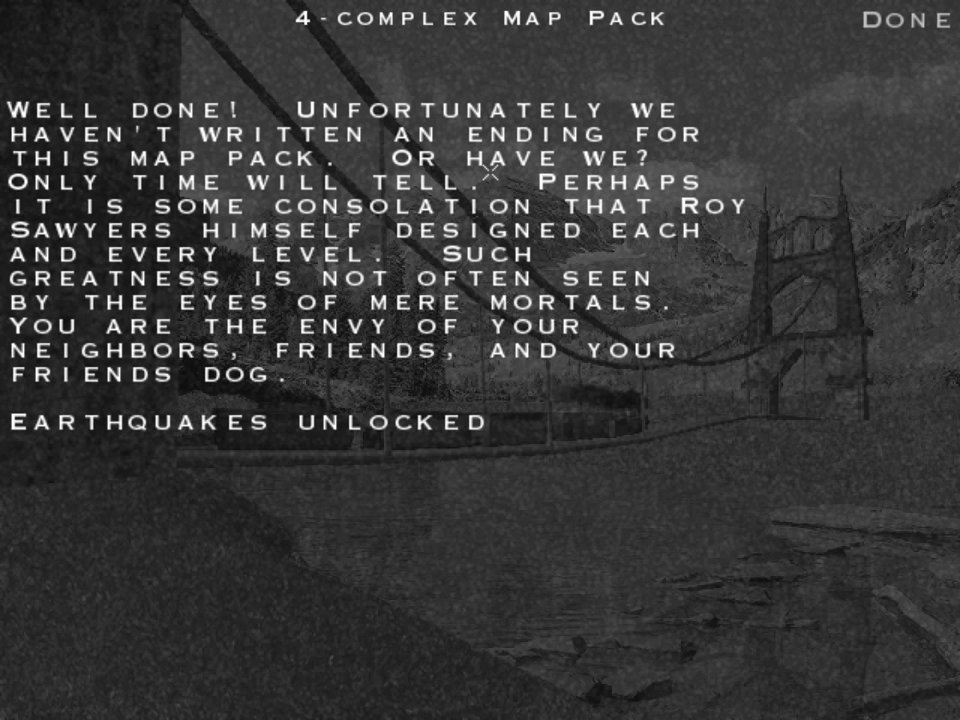 4-complex Map Pack
Done
Well done!  Unfortunately we
haven't written an ending for
this map pack.  Or have we?
Only time will tell.  Perhaps
it is some consolation that Roy
Sawyers himself designed each
and every level.  Such
greatness is not often seen
by the eyes of mere mortals.
You are the envy of your
neighbors, friends, and your
friends dog.
Earthquakes unlocked